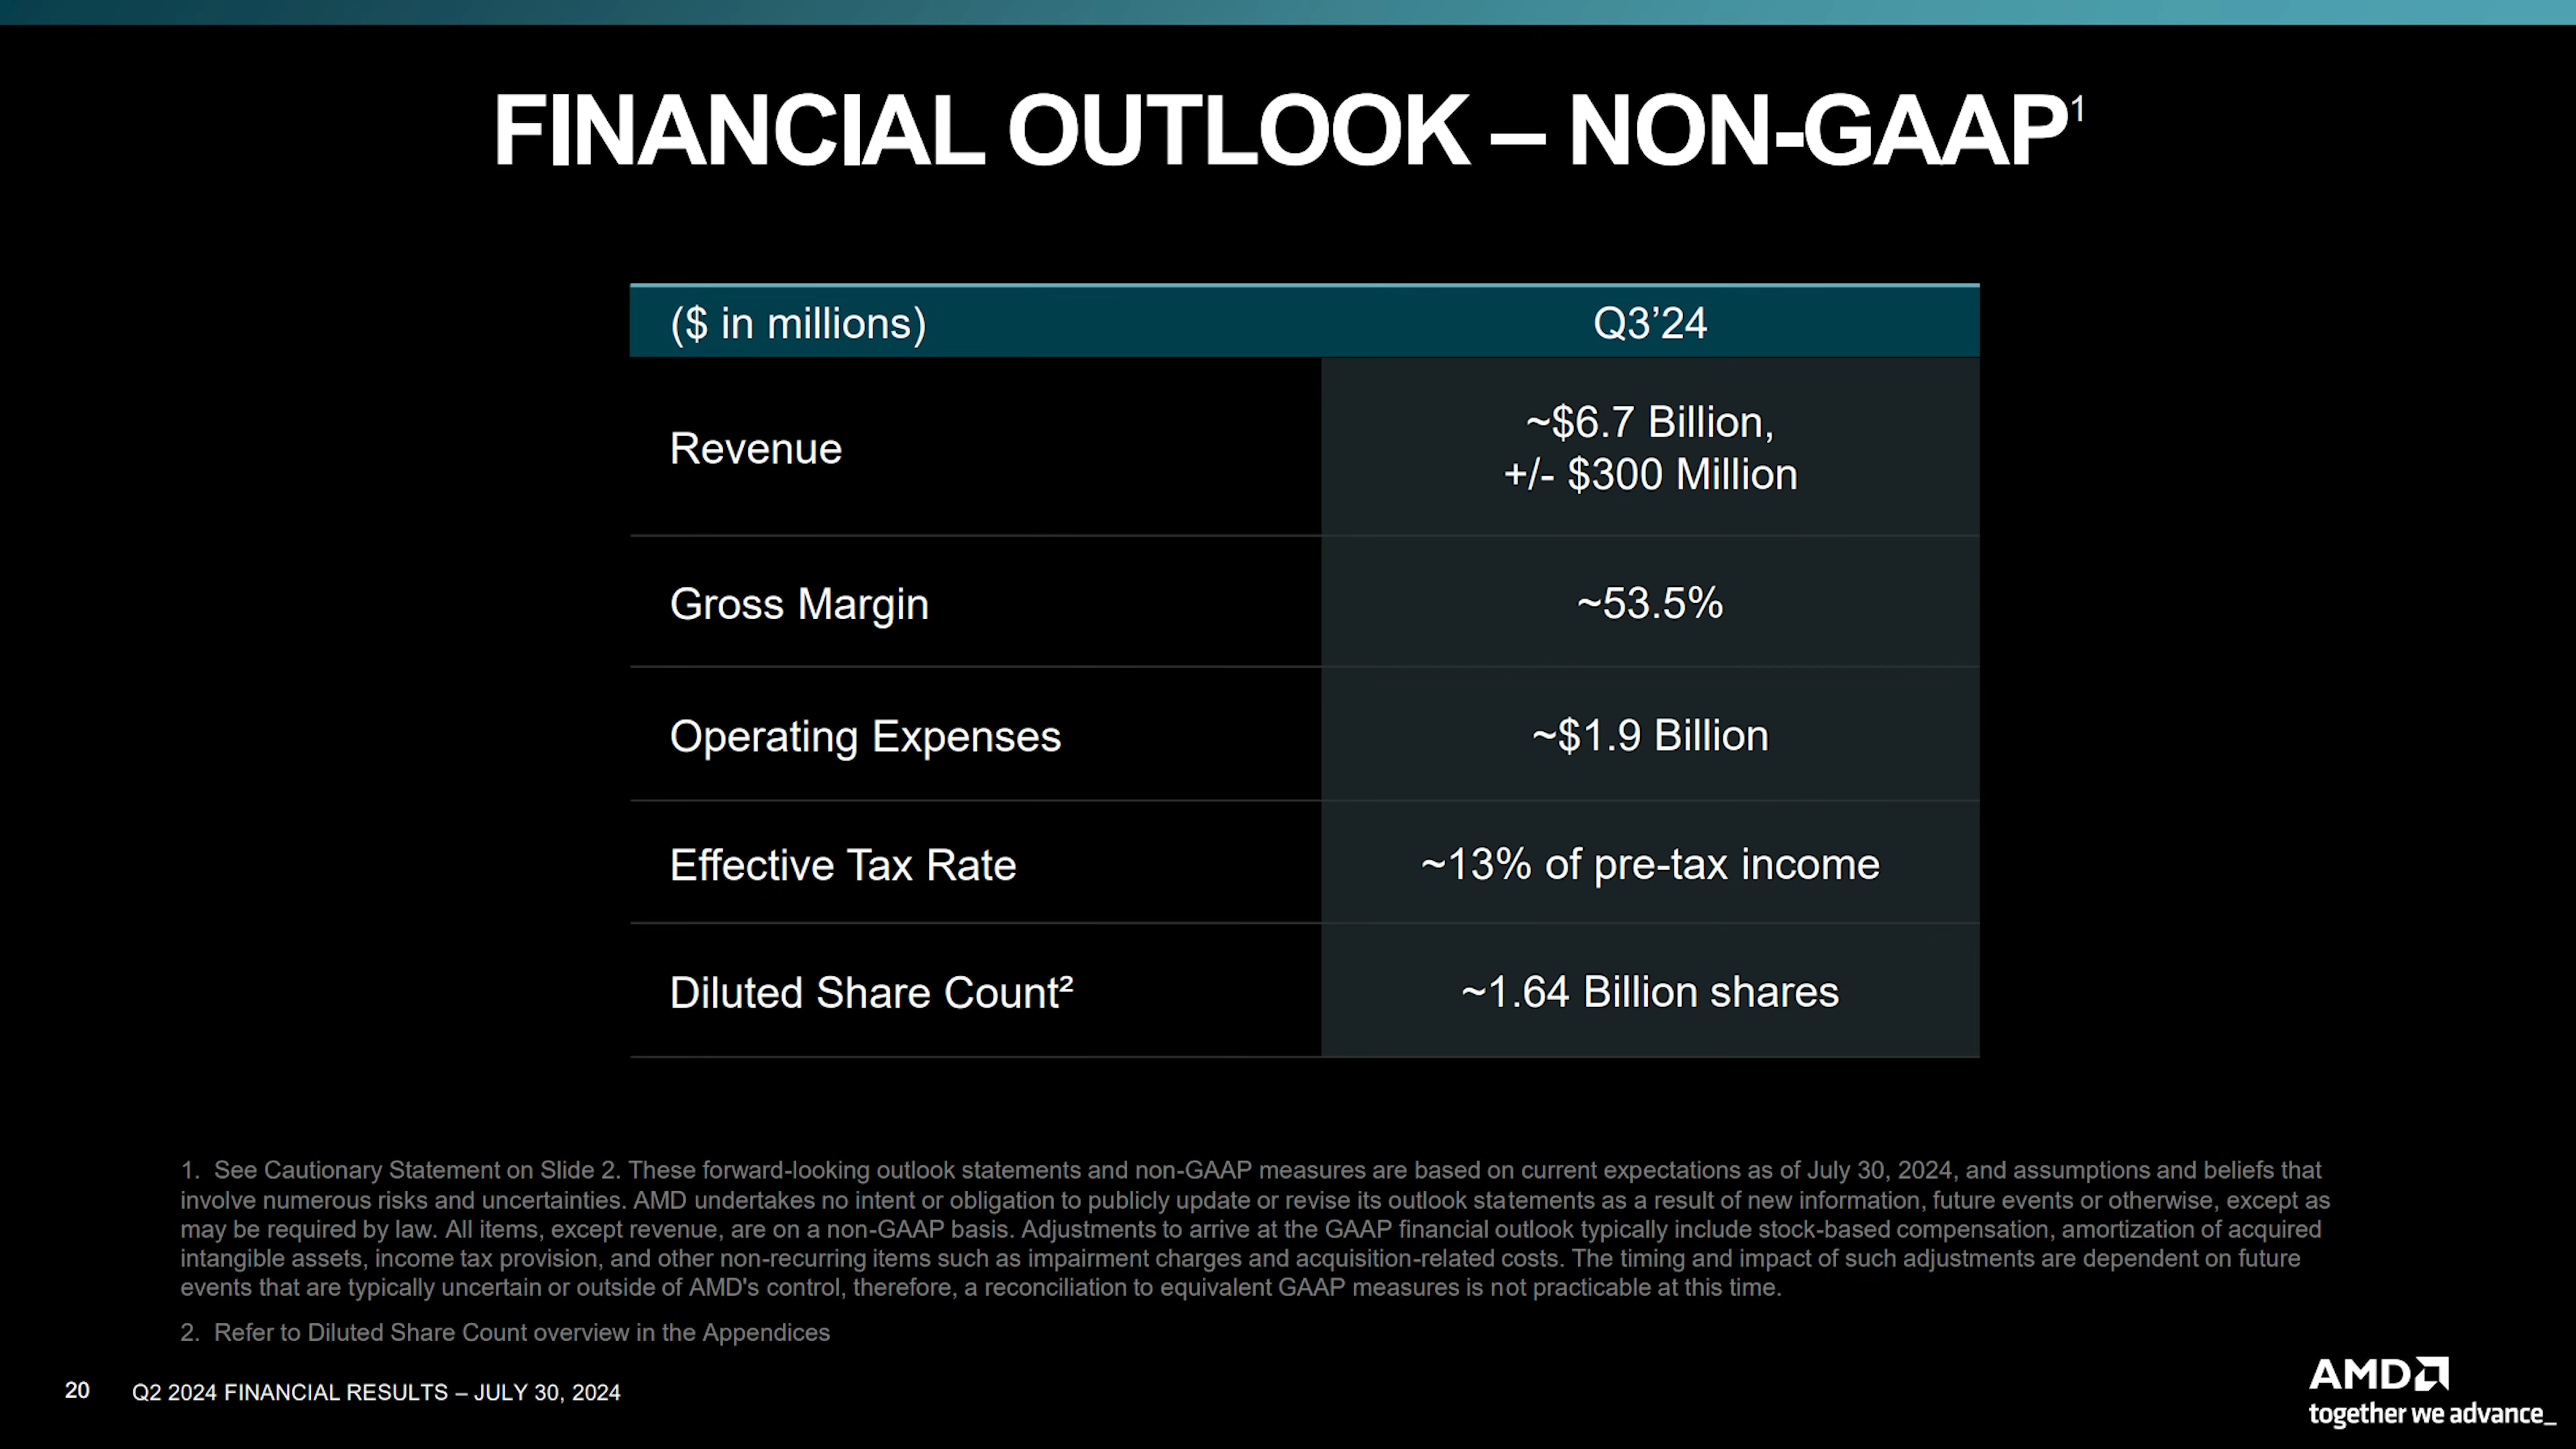 FINANCIAL OUTLOOK – NON-GAAP¹
($ in millions) Q3’24
Revenue
~$6.7 Billion,
+/- $300 Million
Gross Margin ~53.5%
Operating Expenses ~$1.9 Billion
Effective Tax Rate ~13% of pre-tax income
Diluted Share Count² ~1.64 Billion shares
1. See Cautionary Statement on Slide 2. These forward-looking outlook statements and non-GAAP measures are based on current expectations as of July 30, 2024, and assumptions and beliefs that
involve numerous risks and uncertainties. AMD undertakes no intent or obligation to publicly update or revise its outlook statements as a result of new information, future events or otherwise, except as
may be required by law. All items, except revenue, are on a non-GAAP basis. Adjustments to arrive at the GAAP financial outlook typically include stock-based compensation, amortization of acquired
intangible assets, income tax provision, and other non-recurring items such as impairment charges and acquisition-related costs. The timing and impact of such adjustments are dependent on future
events that are typically uncertain or outside of AMD's control, therefore, a reconciliation to equivalent GAAP measures is not practicable at this time.
2. Refer to Diluted Share Count overview in the Appendices
20 Q2 2024 FINANCIAL RESULTS – JULY 30, 2024
AMD
together we advance_